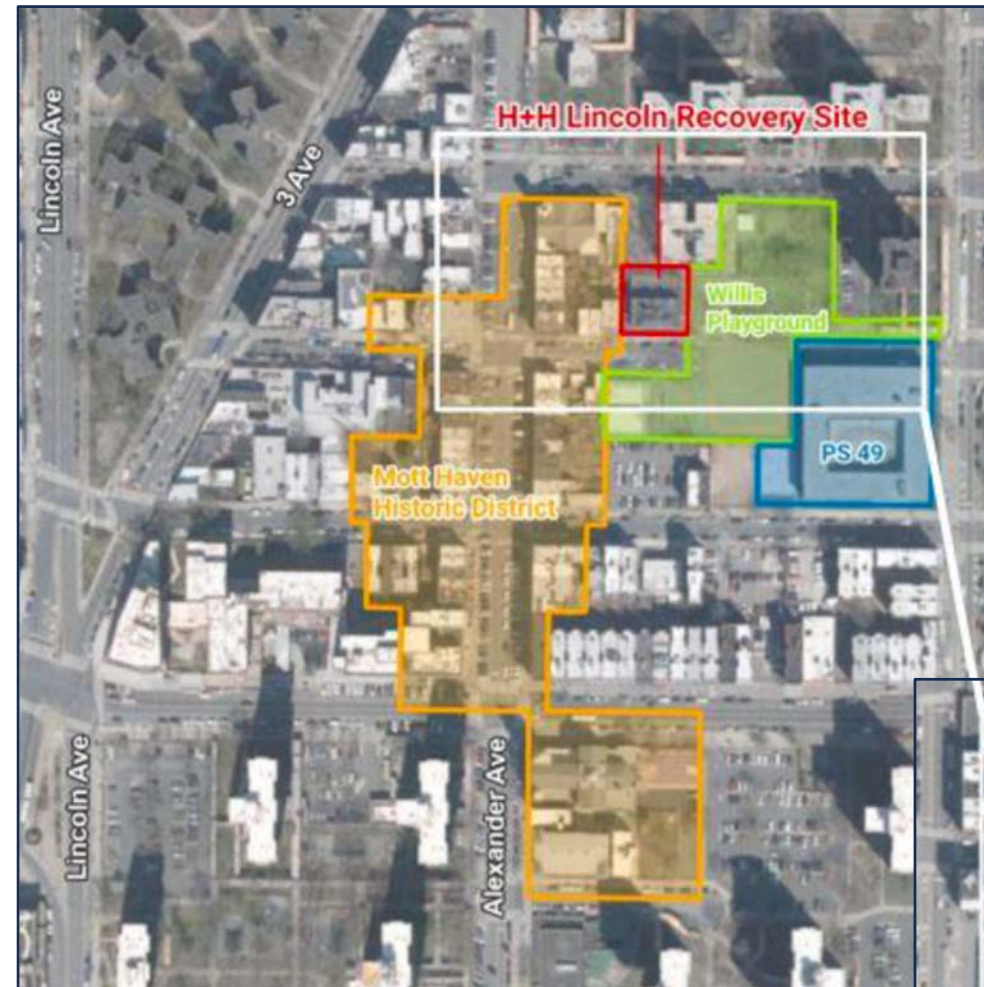 H+H Lincoln Recovery Site
Lincoln Ave
3 Ave
Willis
Playground
PS 49
Mott Haven
Historic District
Lincoln Ave
Alexander Ave